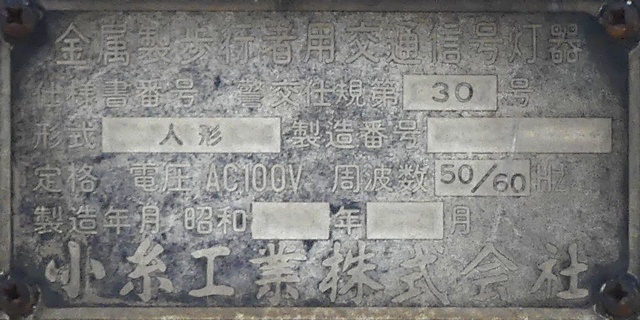 金属製歩行者用交通信号灯器
仕様書番号 警交仕規第 30 号
形式 人形 製造番号
定格 電圧 AC100V 周波数 50/60 Hz
製造年月 昭和 年 月
小糸工業株式会社